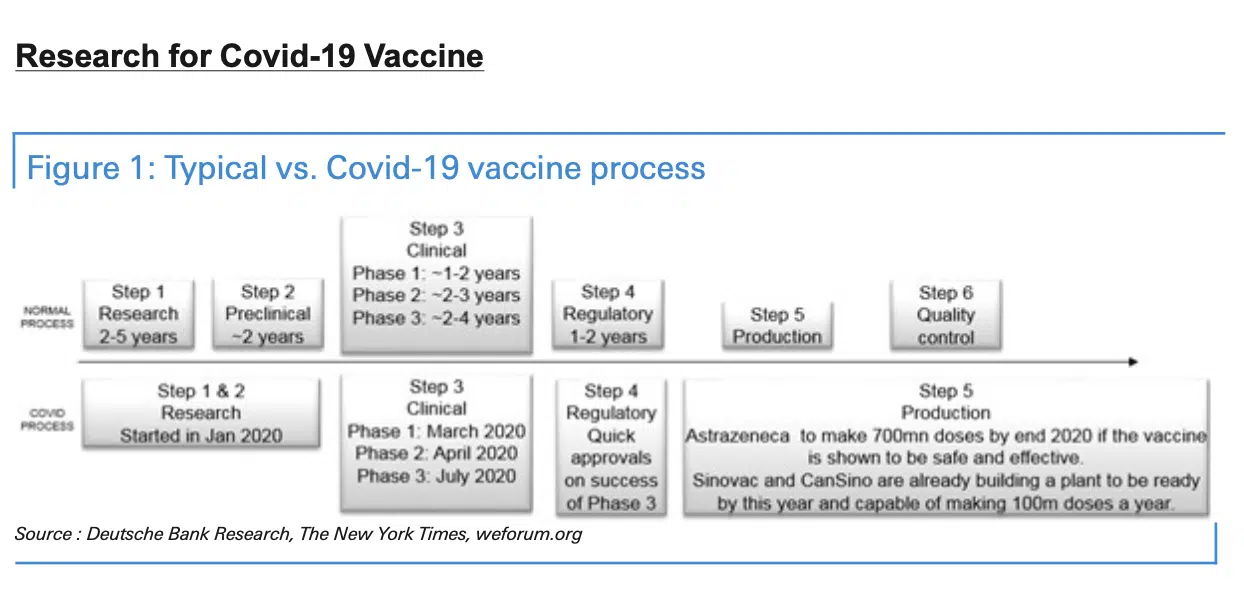 Research for Covid-19 Vaccine
Figure 1: Typical vs. Covid-19 vaccine process
NORMAL
PROCESS
Step 1
Research
2-5 years
Step 2
Preclinical
~2 years
Step 3
Clinical
Phase 1: ~1-2 years
Phase 2: ~2-3 years
Phase 3: ~2-4 years
Step 4
Regulatory
1-2 years
Step 5
Production
Step 6
Quality
control
COVID
PROCESS
Step 1 & 2
Research
Started in Jan 2020
Step 3
Clinical
Phase 1: March 2020
Phase 2: April 2020
Phase 3: July 2020
Step 4
Regulatory
Quick
approvals
on success
of Phase 3
Step 5
Production
Astrazeneca to make 700mn doses by end 2020 if the vaccine
is shown to be safe and effective.
Sinovac and CanSino are already building a plant to be ready
by this year and capable of making 100m doses a year.
Source : Deutsche Bank Research, The New York Times, weforum.org